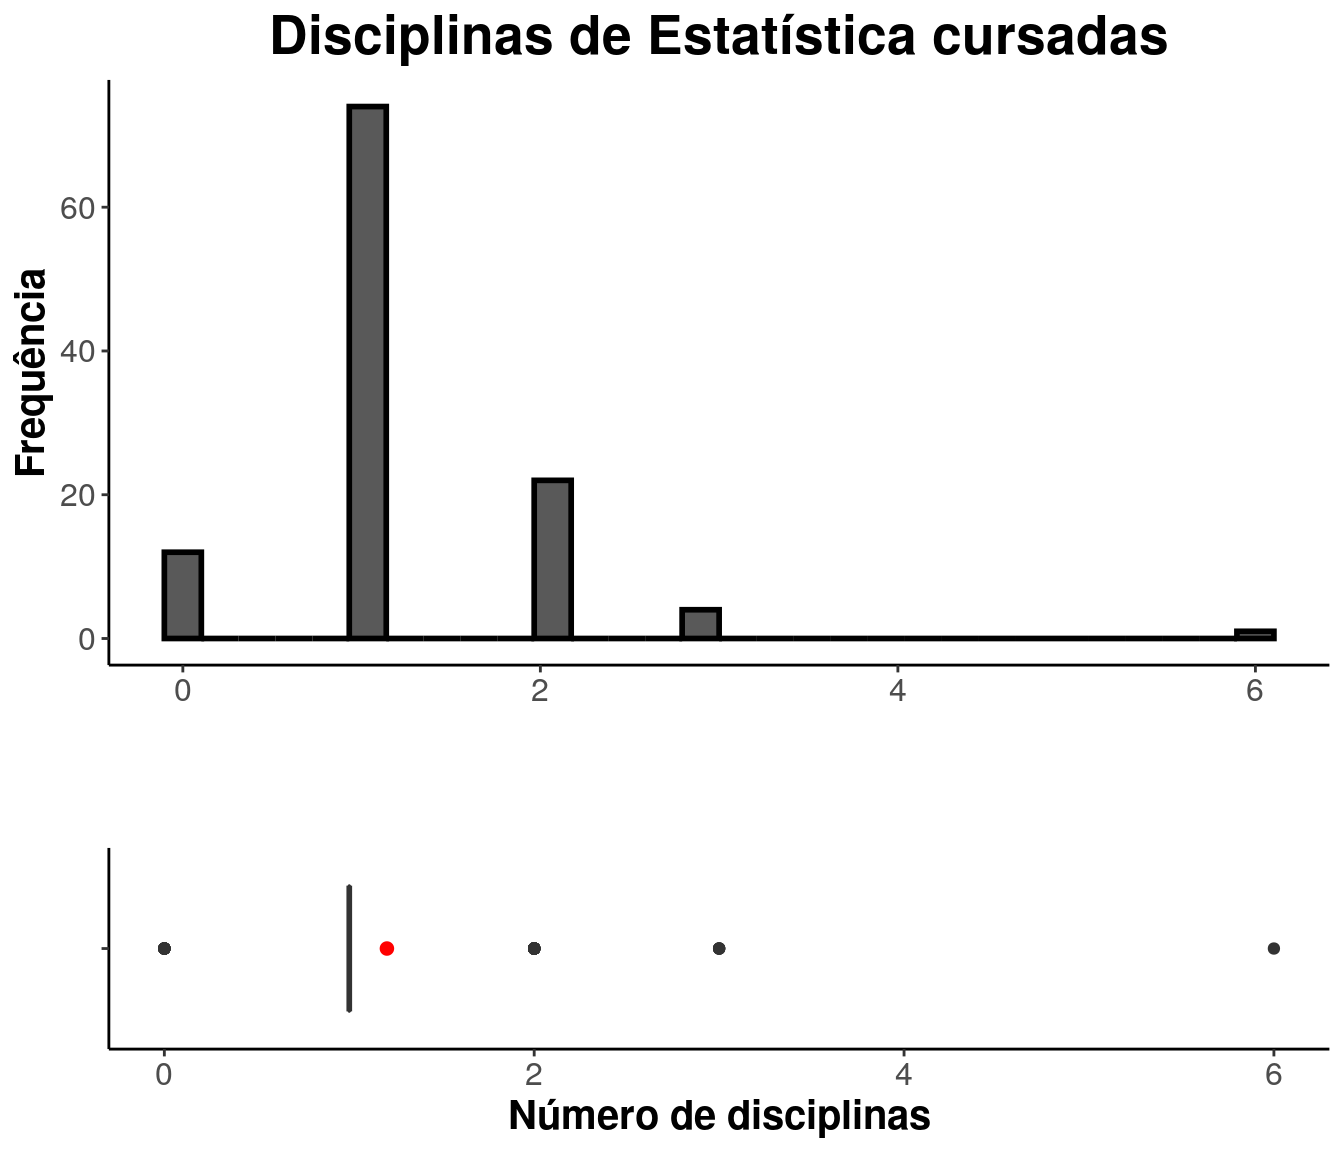 Disciplinas de Estatística cursadas
Frequência
60
40
20
0
0 2 4 6
0 2 4 6
Número de disciplinas